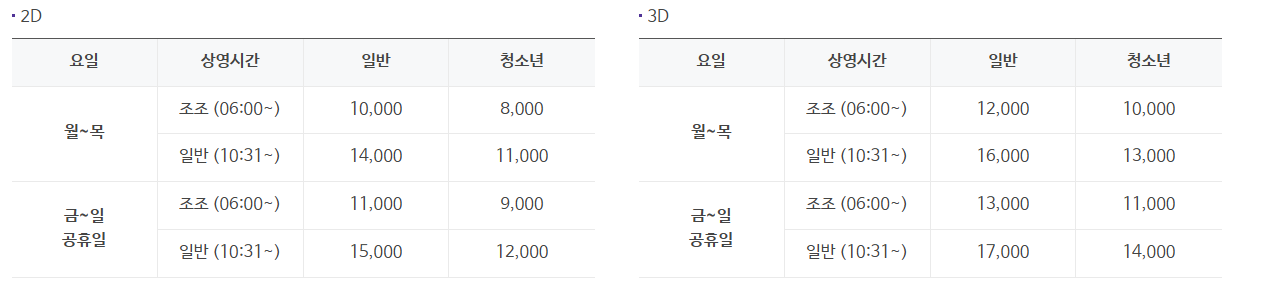 2D
요일 상영시간 일반 청소년
월~목
조조 (06:00~) 10,000 8,000
일반 (10:31~) 14,000 11,000
금~일
공휴일
조조 (06:00~) 11,000 9,000
일반 (10:31~) 15,000 12,000
3D
요일 상영시간 일반 청소년
월~목
조조 (06:00~) 12,000 10,000
일반 (10:31~) 16,000 13,000
금~일
공휴일
조조 (06:00~) 13,000 11,000
일반 (10:31~) 17,000 14,000